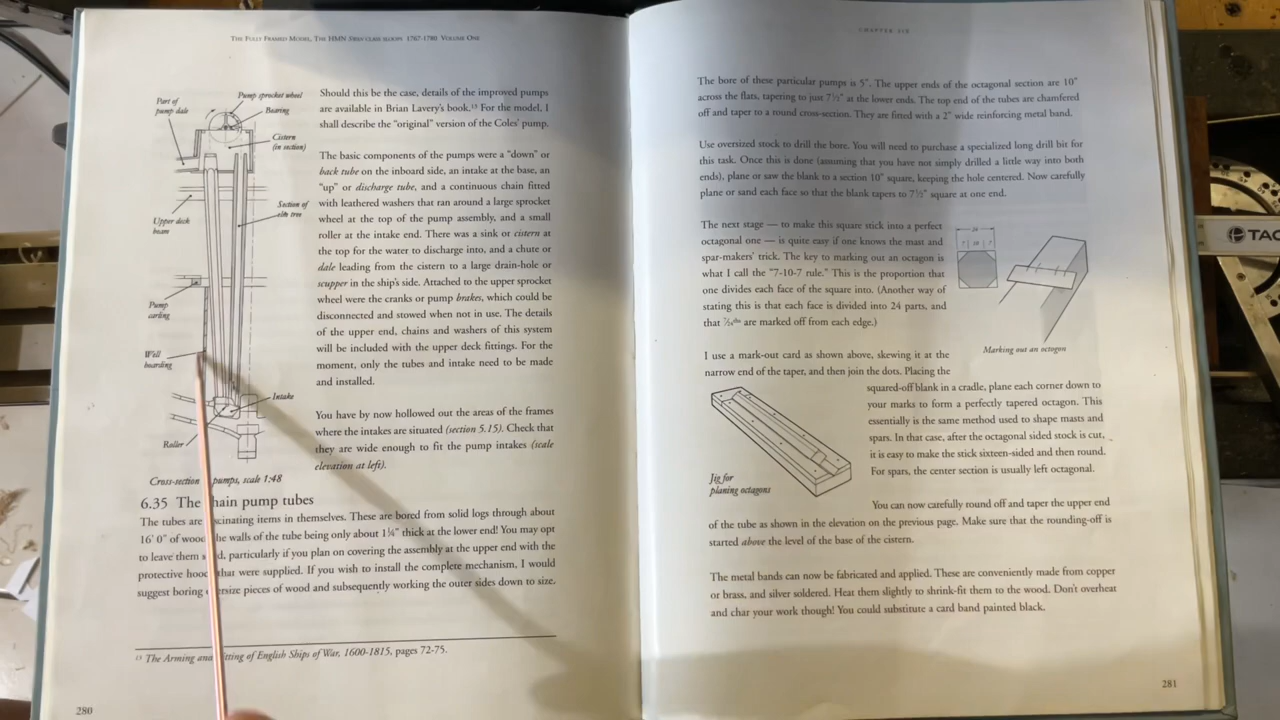 THE FULLY FRAMED MODEL, THE HMN SWAN CLASS SLOOPS 1767-1780 VOLUME ONE
Part of
pump dale
Pump sprocket wheel
Bearing
Cistern
(in section)
Section of
elm tree
Upper deck
beam
Pump
carling
Well
boarding
Intake
Roller
Cross-section pumps, scale 1:48
Should this be the case, details of the improved pumps
are available in Brian Lavery's book.¹³ For the model, I
shall describe the "original" version of the Coles' pump.
The basic components of the pumps were a "down" or
back tube on the inboard side, an intake at the base, an
"up" or discharge tube, and a continuous chain fitted
with leathered washers that ran around a large sprocket
wheel at the top of the pump assembly, and a small
roller at the intake end. There was a sink or cistern at
the top for the water to discharge into, and a chute or
dale leading from the cistern to a large drain-hole or
scupper in the ship's side. Attached to the upper sprocket
wheel were the cranks or pump brakes, which could be
disconnected and stowed when not in use. The details
of the upper end, chains and washers of this system
will be included with the upper deck fittings. For the
moment, only the tubes and intake need to be made
and installed.
You have by now hollowed out the areas of the frames
where the intakes are situated (section 5.15). Check that
they are wide enough to fit the pump intakes (scale
elevation at left).
6.35 The hain pump tubes
The tubes are scinating items in themselves. These are bored from solid logs through about
16' 0" of wood he walls of the tube being only about 1¼" thick at the lower end! You may opt
to leave them s d, particularly if you plan on covering the assembly at the upper end with the
protective hood that were supplied. If you wish to install the complete mechanism, I would
suggest boring ersize pieces of wood and subsequently working the outer sides down to size.
¹³ The Arming and itting of English Ships of War, 1600-1815, pages 72-75.
280
CHAPTER SIX
The bore of these particular pumps is 5". The upper ends of the octagonal section are 10"
across the flats, tapering to just 7½" at the lower ends. The top end of the tubes are chamfered
off and taper to a round cross-section. They are fitted with a 2" wide reinforcing metal band.
Use oversized stock to drill the bore. You will need to purchase a specialized long drill bit for
this task. Once this is done (assuming that you have not simply drilled a little way into both
ends), plane or saw the blank to a section 10" square, keeping the hole centered. Now carefully
plane or sand each face so that the blank tapers to 7½" square at one end.
The next stage — to make this square stick into a perfect
octagonal one — is quite easy if one knows the mast and
spar-makers' trick. The key to marking out an octagon is
what I call the "7-10-7 rule." This is the proportion that
one divides each face of the square into. (Another way of
stating this is that each face is divided into 24 parts, and
that 7/24ths are marked off from each edge.)
24
7 10 7
Marking out an octagon
I use a mark-out card as shown above, skewing it at the
narrow end of the taper, and then join the dots. Placing the
squared-off blank in a cradle, plane each corner down to
your marks to form a perfectly tapered octagon. This
essentially is the same method used to shape masts and
spars. In that case, after the octagonal sided stock is cut,
it is easy to make the stick sixteen-sided and then round.
For spars, the center section is usually left octagonal.
Jig for
planing octagons
You can now carefully round off and taper the upper end
of the tube as shown in the elevation on the previous page. Make sure that the rounding-off is
started above the level of the base of the cistern.
The metal bands can now be fabricated and applied. These are conveniently made from copper
or brass, and silver soldered. Heat them slightly to shrink-fit them to the wood. Don't overheat
and char your work though! You could substitute a card band painted black.
281
TAC